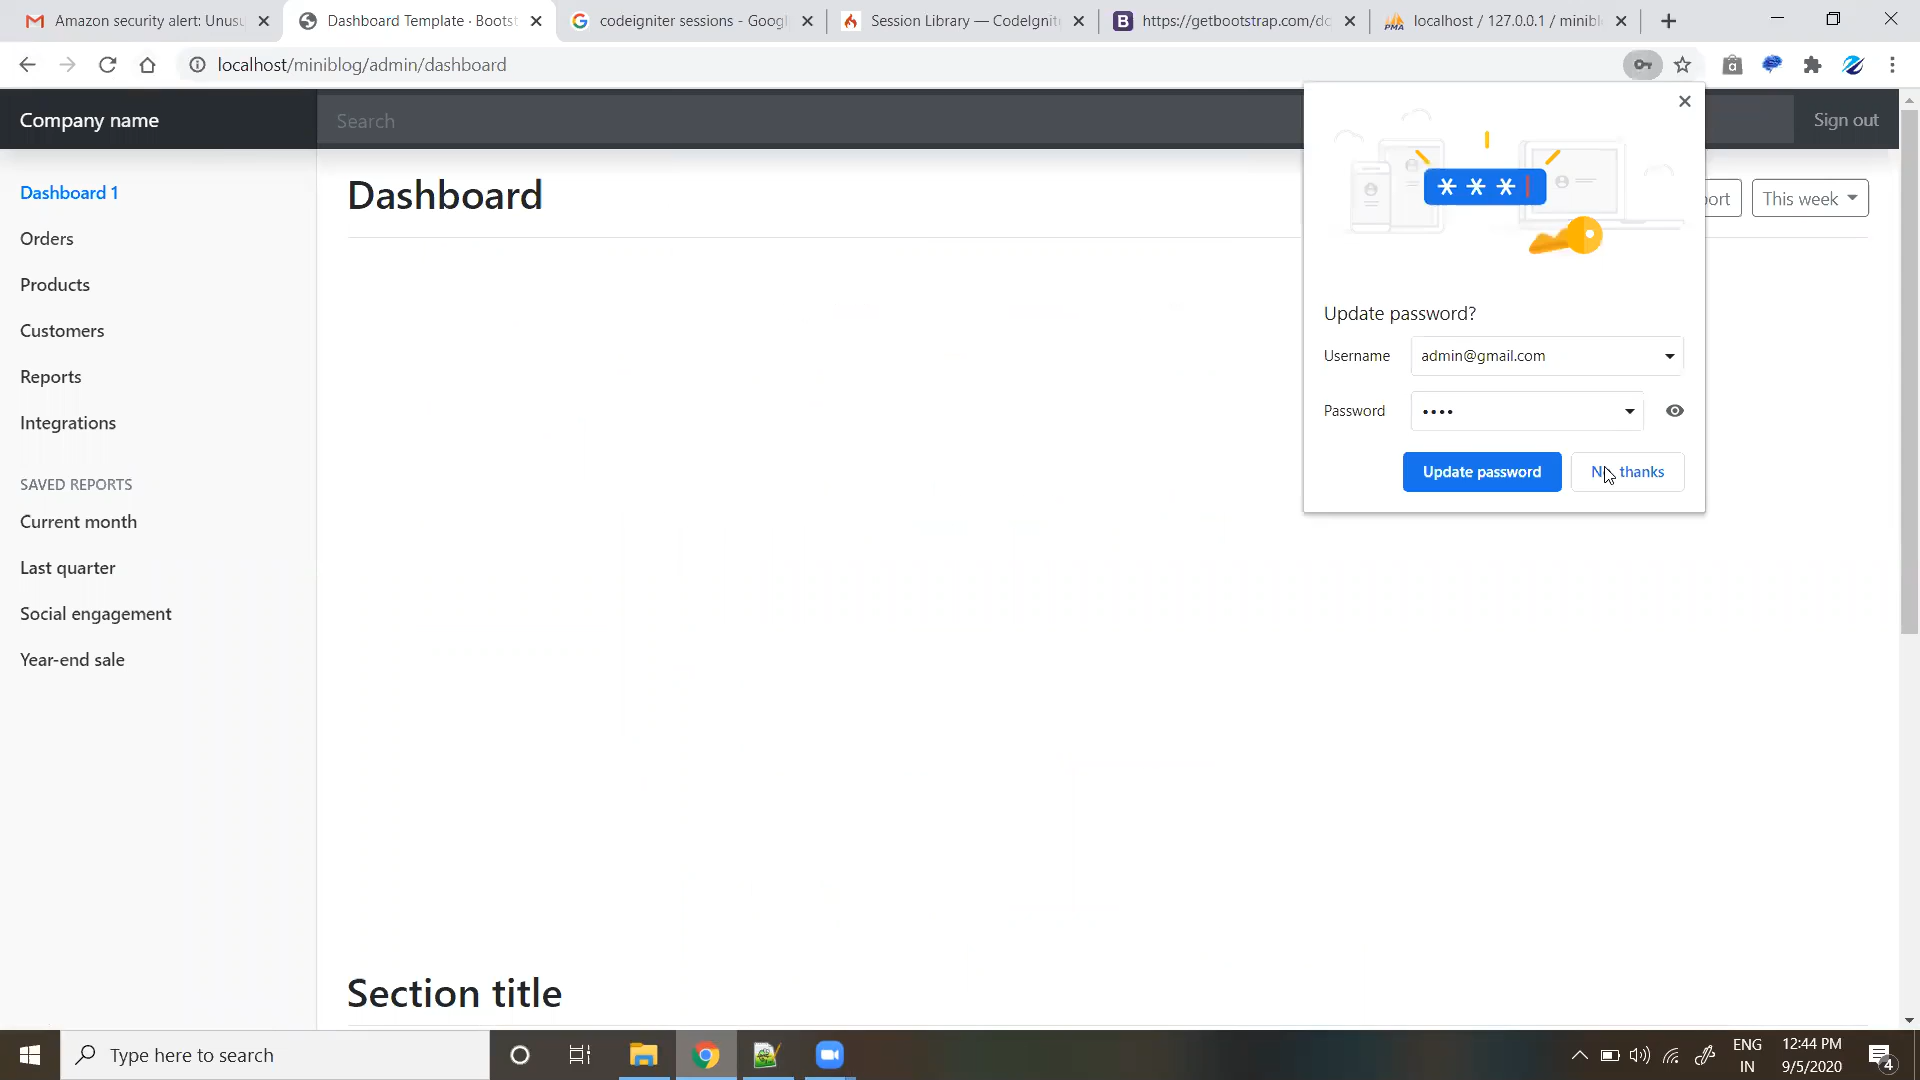 Amazon security alert: Unusu
Dashboard Template · Bootst
codeigniter sessions - Googl
Session Library — CodeIgnit
https://getbootstrap.com/do
localhost / 127.0.0.1 / minibl
localhost/miniblog/admin/dashboard
Company name
Search
Sign out
Dashboard 1
Orders
Products
Customers
Reports
Integrations
SAVED REPORTS
Current month
Last quarter
Social engagement
Year-end sale
Dashboard
ort
This week
***
Update password?
Username admin@gmail.com
Password ••••
Update password
No thanks
Section title
Type here to search
ENG
IN
12:44 PM
9/5/2020
4